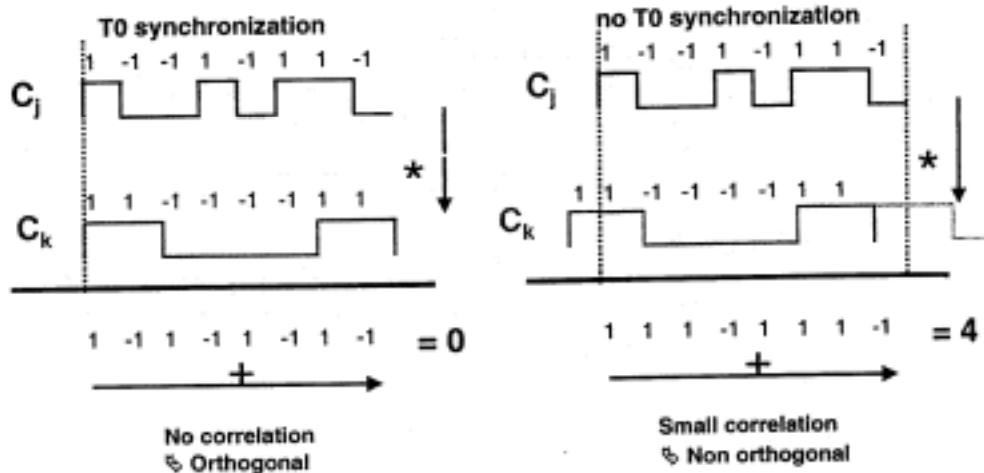 T0 synchronization
1 -1 -1 1 -1 1 1 -1
Cj
*
1 1 -1 -1 -1 -1 1 1
Ck
1 -1 1 -1 1 -1 1 -1 = 0
+
No correlation
Orthogonal
no T0 synchronization
1 -1 -1 1 -1 1 1 -1
Cj
*
1 1 -1 -1 -1 -1 1 1
Ck
1 1 1 -1 1 1 1 -1 = 4
+
Small correlation
Non orthogonal